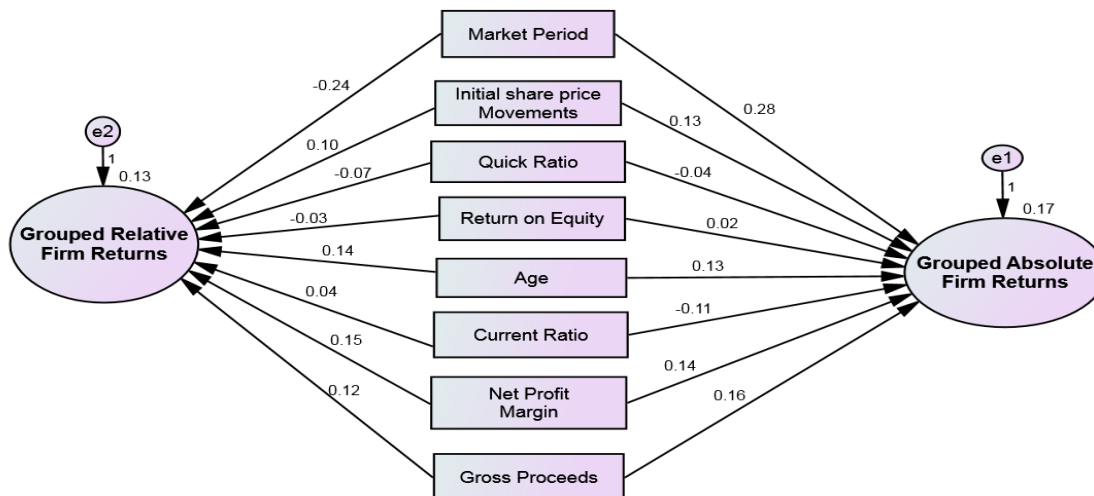 Market Period
-0.24
0.28
Initial share price
Movements
0.10
0.13
e2
1
0.13
Quick Ratio
-0.07
-0.04
e1
1
0.17
Return on Equity
-0.03
0.02
Grouped Relative
Firm Returns
Grouped Absolute
Firm Returns
Age
0.14
0.13
Current Ratio
0.04
-0.11
Net Profit
Margin
0.15
0.14
Gross Proceeds
0.12
0.16